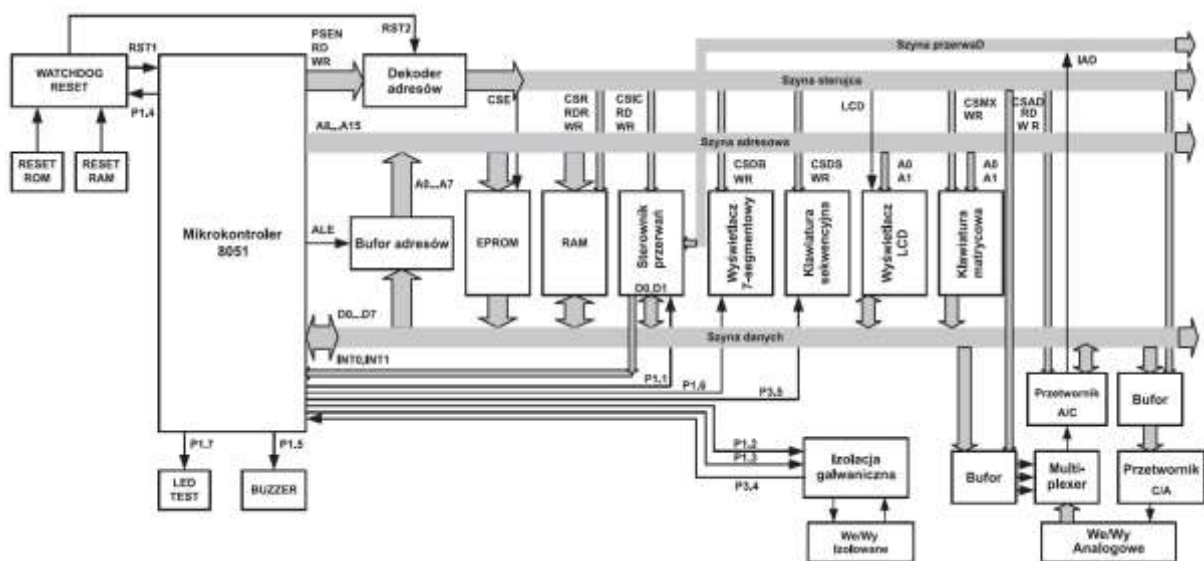 RST2
Szyna przerwaD
IAD
PSEN
RD
WR
RST1
WATCHDOG
RESET
Dekoder
adresów
Szyna sterujca
P1.4
CSE
CSR
RDR
WR
CSIC
RD
WR
LCD
CSMX
WR
CSAD
RD
W R
A8...A15
Szyna adresowa
RESET
ROM
RESET
RAM
A0...A7
CSDB
WR
CSDS
WR
A0
A1
A0
A1
Mikrokontroler
8051
ALE
Bufor adresów
EPROM
RAM
Sterownik
przerwań
D0,D1
Wyświetlacz
7-segmentowy
Klawiatura
sekwencyjna
Wyświetlacz
LCD
Klawiatura
matrycowa
D0...D7
Szyna danych
INT0,INT1
P1.1
P1.6
P3.5
Przetwornik
A/C
Bufor
P1.7
P1.5
P1.2
P1.3
P3.4
Izolacja
galwaniczna
LED
TEST
BUZZER
Bufor
Multi-
plexer
Przetwornik
C/A
We/Wy
Izolowane
We/Wy
Analogowe